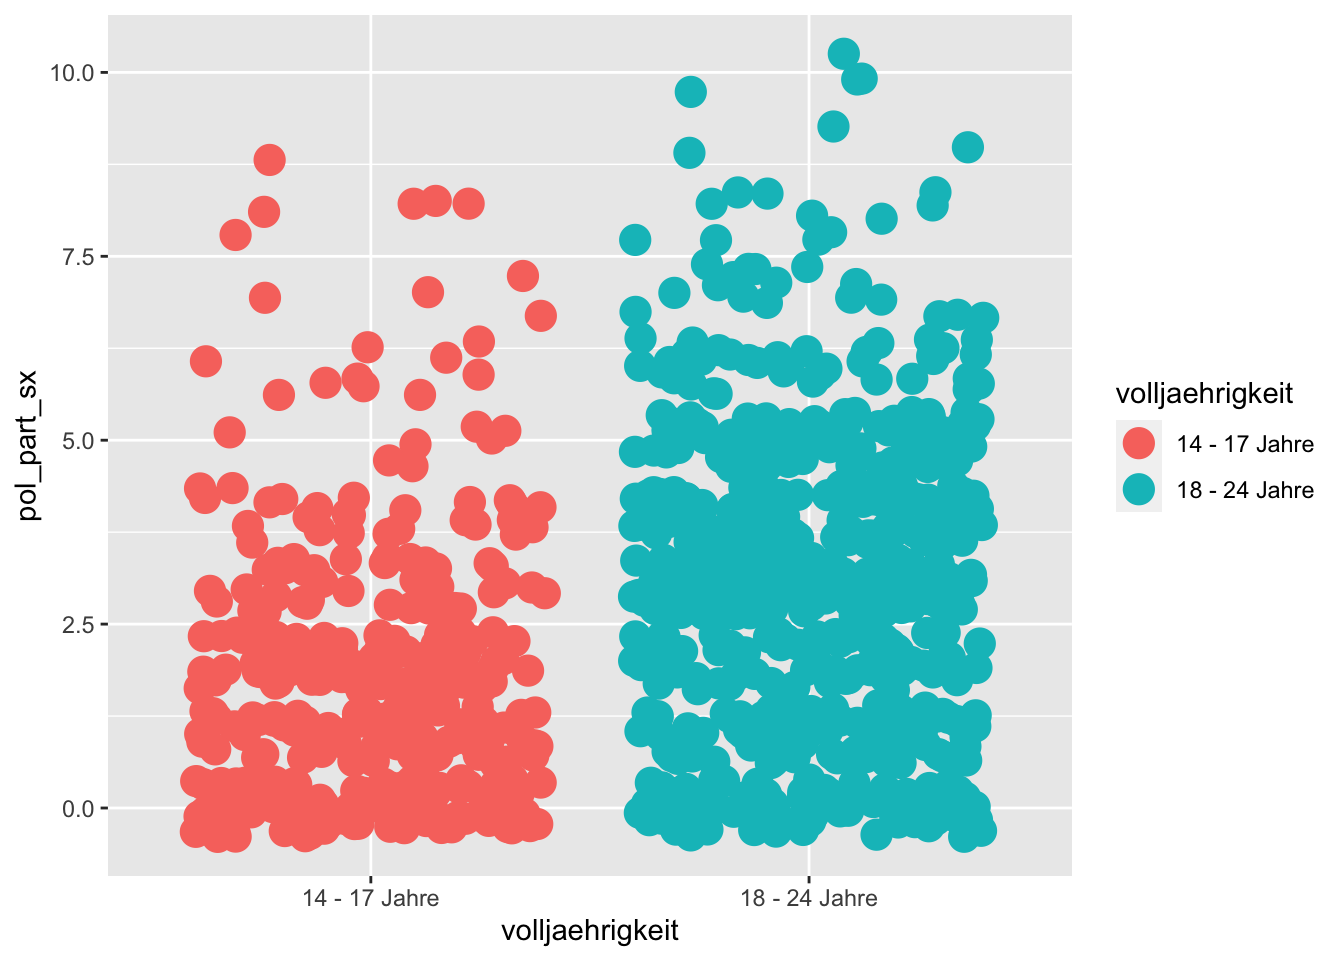 10.0
7.5
5.0
2.5
0.0
pol_part_sx
14 - 17 Jahre
18 - 24 Jahre
volljaehrigkeit
volljaehrigkeit
14 - 17 Jahre
18 - 24 Jahre